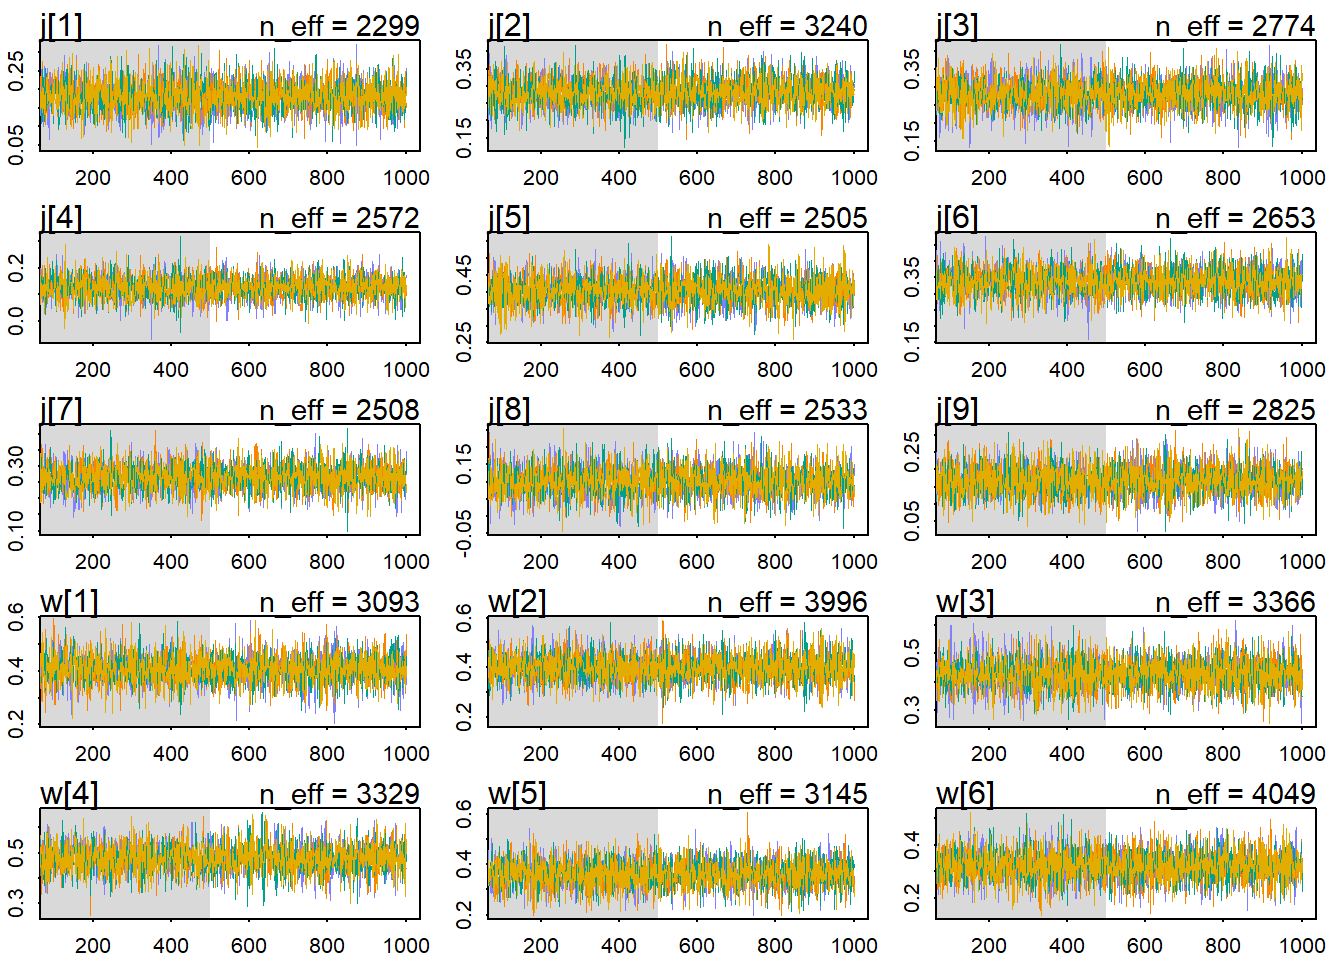 j[1] n_eff = 2299 j[2] n_eff = 3240 j[3] n_eff = 2774
0.05 0.25 0.15 0.35 0.15 0.35
200 400 600 800 1000 200 400 600 800 1000 200 400 600 800 1000
j[4] n_eff = 2572 j[5] n_eff = 2505 j[6] n_eff = 2653
0.0 0.2 0.25 0.45 0.15 0.35
200 400 600 800 1000 200 400 600 800 1000 200 400 600 800 1000
j[7] n_eff = 2508 j[8] n_eff = 2533 j[9] n_eff = 2825
0.10 0.30 -0.05 0.15 0.05 0.25
200 400 600 800 1000 200 400 600 800 1000 200 400 600 800 1000
w[1] n_eff = 3093 w[2] n_eff = 3996 w[3] n_eff = 3366
0.2 0.4 0.6 0.2 0.4 0.6 0.3 0.5
200 400 600 800 1000 200 400 600 800 1000 200 400 600 800 1000
w[4] n_eff = 3329 w[5] n_eff = 3145 w[6] n_eff = 4049
0.3 0.5 0.2 0.4 0.6 0.2 0.4
200 400 600 800 1000 200 400 600 800 1000 200 400 600 800 1000